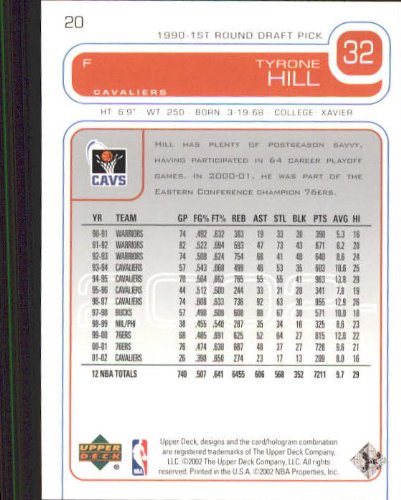 20
1990-1ST ROUND DRAFT PICK
F
TYRONE
HILL
32
CAVALIERS
HT 6'9" · WT 250 · BORN: 3-19-68 · COLLEGE: XAVIER
CAVS
HILL HAS PLENTY OF POSTSEASON SAVVY,
HAVING PARTICIPATED IN 64 CAREER PLAYOFF
GAMES. IN 2000-01, HE WAS PART OF THE
EASTERN CONFERENCE CHAMPION 76ERS.
YR TEAM GP FG% FT% REB AST STL BLK PTS AVG HI
90-91 WARRIORS 74 .492 .632 383 19 33 30 390 5.3 16
91-92 WARRIORS 82 .522 .694 593 47 73 43 671 8.2 20
92-93 WARRIORS 74 .508 .624 754 68 41 40 640 8.6 24
93-94 CAVALIERS 57 .543 .668 499 46 53 35 603 10.6 25
94-95 CAVALIERS 70 .504 .662 765 55 55 41 963 13.8 29
95-96 CAVALIERS 44 .512 .600 244 33 31 20 341 7.8
96-97 CAVALIERS 74 .600 .633 736 92 63 30 955 12.9 26
97-98 BUCKS 57 .498 .608 608 88 67 30 570 10.0
98-99 MIL/PHI 38 .455 .540 287 35 34 16 325 8.6 23
99-00 76ERS 68 .485 .691 625 52 64 27 815 12.0
00-01 76ERS 76 .474 .630 687 48 37 28 9.6 21
01-02 CAVALIERS 26 .390 .650 274 23 17 13 209 8.0 16
12 NBA TOTALS 740 .507 .641 6455 606 568 352 7211 9.7 29
UPPER
DECK
NBA
Upper Deck, designs and the card/hologram combination
are registered trademarks of The Upper Deck Company,
LLC. ©2002 The Upper Deck Company, LLC. All rights
reserved. Printed in the U.S.A. ©2002 NBA Properties, Inc.